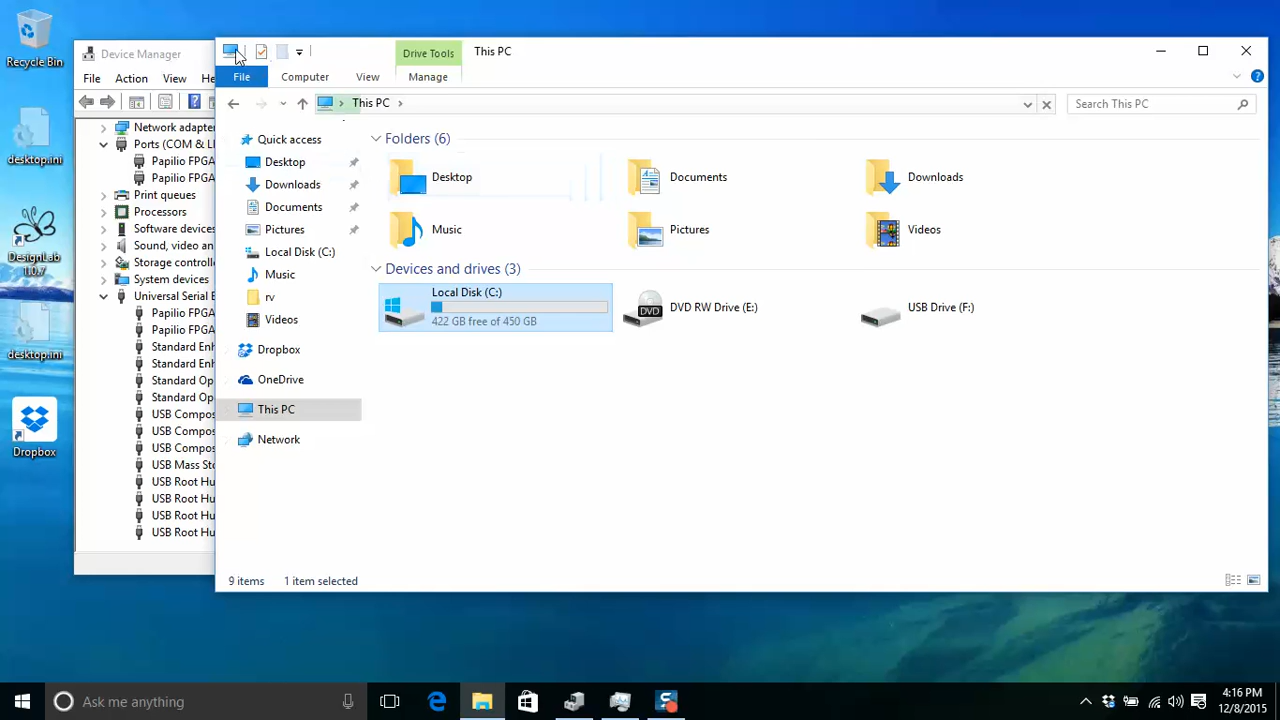 Recycle Bin
desktop.ini
DesignLab
1.0.7
desktop.ini
Dropbox
Device Manager
File Action View He
Network adapte
Ports (COM & L
Papilio FPGA
Papilio FPGA
Print queues
Processors
Software device
Sound, video an
Storage controll
System devices
Universal Serial B
Papilio FPGA
Papilio FPGA
Standard Enh
Standard Enh
Standard Op
Standard Op
USB Compos
USB Compos
USB Compos
USB Mass Sto
USB Root Hu
USB Root Hu
USB Root Hu
USB Root Hu
Drive Tools This PC
File Computer View Manage
This PC
Search This PC
Quick access
Desktop
Downloads
Documents
Pictures
Local Disk (C:)
Music
rv
Videos
Dropbox
OneDrive
This PC
Network
Folders (6)
Desktop Documents Downloads
Music Pictures Videos
Devices and drives (3)
Local Disk (C:)
422 GB free of 450 GB
DVD RW Drive (E:)
DVD
USB Drive (F:)
9 items 1 item selected
Ask me anything
4:16 PM
12/8/2015